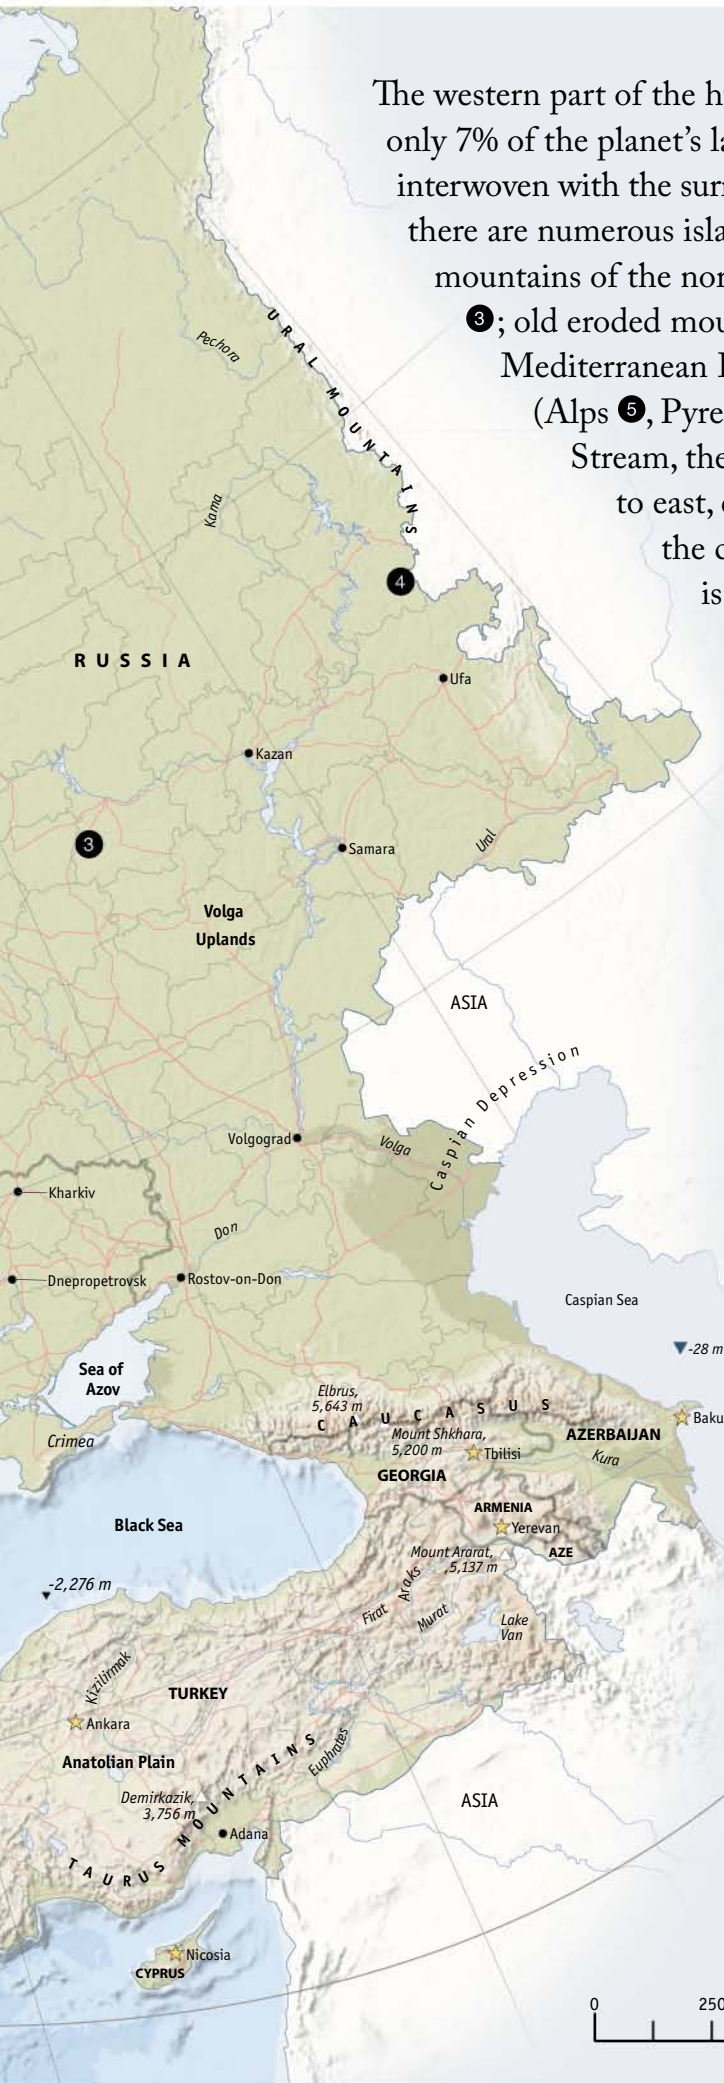 The western part of the h
only 7% of the planet's la
interwoven with the sur
there are numerous isla
mountains of the nor
3; old eroded mou
Mediterranean
(Alps 5, Pyre
Stream, the
to east,
the
is
URAL MOUNTAINS
Pechora
Kama
4
RUSSIA
Ufa
Kazan
3
Samara
Ural
Volga
Uplands
ASIA
Caspian Depression
Volgograd
Volga
Kharkiv
Don
Dnepropetrovsk
Rostov-on-Don
Caspian Sea
-28 m
Sea of
Azov
Elbrus,
5,643 m
CAUCASUS
Crimea
Mount Shkhara,
5,200 m
AZERBAIJAN
Baku
Tbilisi
Kura
GEORGIA
ARMENIA
Black Sea
Yerevan
Mount Ararat,
,5,137 m
AZE
-2,276 m
Araks
Firat
Murat
Lake
Van
Kizilirmak
TURKEY
Ankara
Euphrates
Anatolian Plain
Demirkazik,
3,756 m
ASIA
TAURUS MOUNTAINS
Adana
Nicosia
CYPRUS
0 250